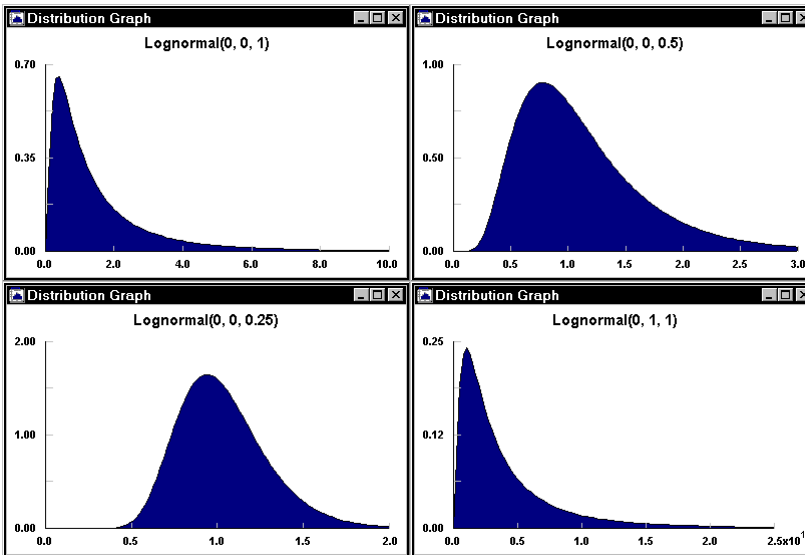 Distribution Graph
Lognormal(0, 0, 1)
0.70
0.35
0.00
0.0 2.0 4.0 6.0 8.0 10.0
Distribution Graph
Lognormal(0, 0, 0.5)
1.00
0.50
0.00
0.0 0.5 1.0 1.5 2.0 2.5 3.0
Distribution Graph
Lognormal(0, 0, 0.25)
2.00
1.00
0.00
0.0 0.5 1.0 1.5 2.0
Distribution Graph
Lognormal(0, 1, 1)
0.25
0.12
0.00
0.0 0.5 1.0 1.5 2.0 2.5x10